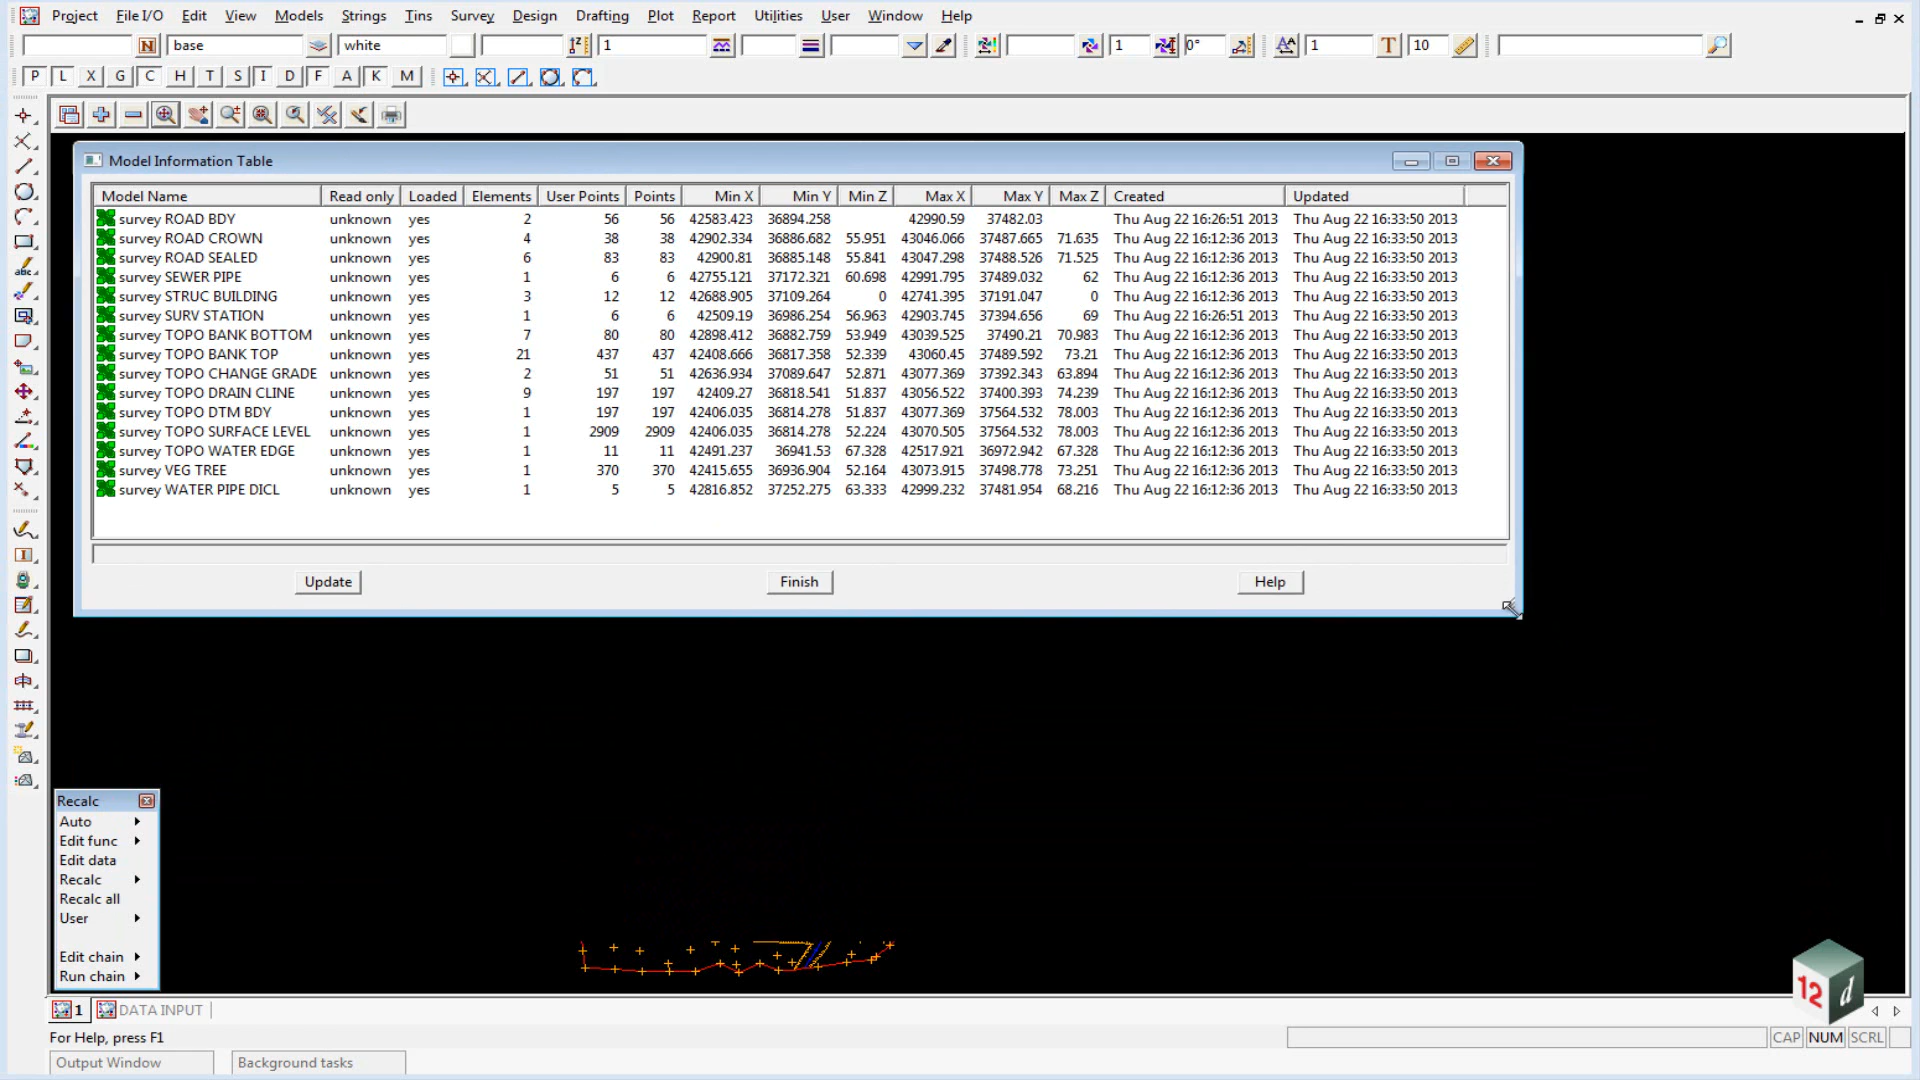 Project File I/O Edit View Models Strings Tins Survey Design Drafting Plot Report Utilities User Window Help
N base white 1 1 0° 1 T 10
P L X G C H T S I D F A K M
Model Information Table
Model Name Read only Loaded Elements User Points Points Min X Min Y Min Z Max X Max Y Max Z Created Updated
survey ROAD BDY unknown yes 2 56 56 42583.423 36894.258 42990.59 37482.03 Thu Aug 22 16:26:51 2013 Thu Aug 22 16:33:50 2013
survey ROAD CROWN unknown yes 4 38 38 42902.334 36886.682 55.951 43046.066 37487.665 71.635 Thu Aug 22 16:12:36 2013 Thu Aug 22 16:33:50 2013
survey ROAD SEALED unknown yes 6 83 83 42900.81 36885.148 55.841 43047.298 37488.526 71.525 Thu Aug 22 16:12:36 2013 Thu Aug 22 16:33:50 2013
survey SEWER PIPE unknown yes 1 6 6 42755.121 37172.321 60.698 42991.795 37489.032 62 Thu Aug 22 16:12:36 2013 Thu Aug 22 16:33:50 2013
survey STRUC BUILDING unknown yes 3 12 12 42688.905 37109.264 0 42741.395 37191.047 0 Thu Aug 22 16:12:36 2013 Thu Aug 22 16:33:50 2013
survey SURV STATION unknown yes 1 6 6 42509.19 36986.254 56.963 42903.745 37394.656 69 Thu Aug 22 16:26:51 2013 Thu Aug 22 16:33:50 2013
survey TOPO BANK BOTTOM unknown yes 7 80 80 42898.412 36882.759 53.949 43039.525 37490.21 70.983 Thu Aug 22 16:12:36 2013 Thu Aug 22 16:33:50 2013
survey TOPO BANK TOP unknown yes 21 437 437 42408.666 36817.358 52.339 43060.45 37489.592 73.21 Thu Aug 22 16:12:36 2013 Thu Aug 22 16:33:50 2013
survey TOPO CHANGE GRADE unknown yes 2 51 51 42636.934 37089.647 52.871 43077.369 37392.343 63.894 Thu Aug 22 16:12:36 2013 Thu Aug 22 16:33:50 2013
survey TOPO DRAIN CLINE unknown yes 9 197 197 42409.27 36818.541 51.837 43056.522 37400.393 74.239 Thu Aug 22 16:12:36 2013 Thu Aug 22 16:33:50 2013
survey TOPO DTM BDY unknown yes 1 197 197 42406.035 36814.278 51.837 43077.369 37564.532 78.003 Thu Aug 22 16:12:36 2013 Thu Aug 22 16:33:50 2013
survey TOPO SURFACE LEVEL unknown yes 1 2909 2909 42406.035 36814.278 52.224 43070.505 37564.532 78.003 Thu Aug 22 16:12:36 2013 Thu Aug 22 16:33:50 2013
survey TOPO WATER EDGE unknown yes 1 11 11 42491.237 36941.53 67.328 42517.921 36972.942 67.328 Thu Aug 22 16:12:36 2013 Thu Aug 22 16:33:50 2013
survey VEG TREE unknown yes 1 370 370 42415.655 36936.904 52.164 43073.915 37498.778 73.251 Thu Aug 22 16:12:36 2013 Thu Aug 22 16:33:50 2013
survey WATER PIPE DICL unknown yes 1 5 5 42816.852 37252.275 63.333 42999.232 37481.954 68.216 Thu Aug 22 16:12:36 2013 Thu Aug 22 16:33:50 2013
Update Finish Help
Recalc
Auto
Edit func
Edit data
Recalc
Recalc all
User
Edit chain
Run chain
12 d
1 DATA INPUT
For Help, press F1 CAP NUM SCRL
Output Window Background tasks